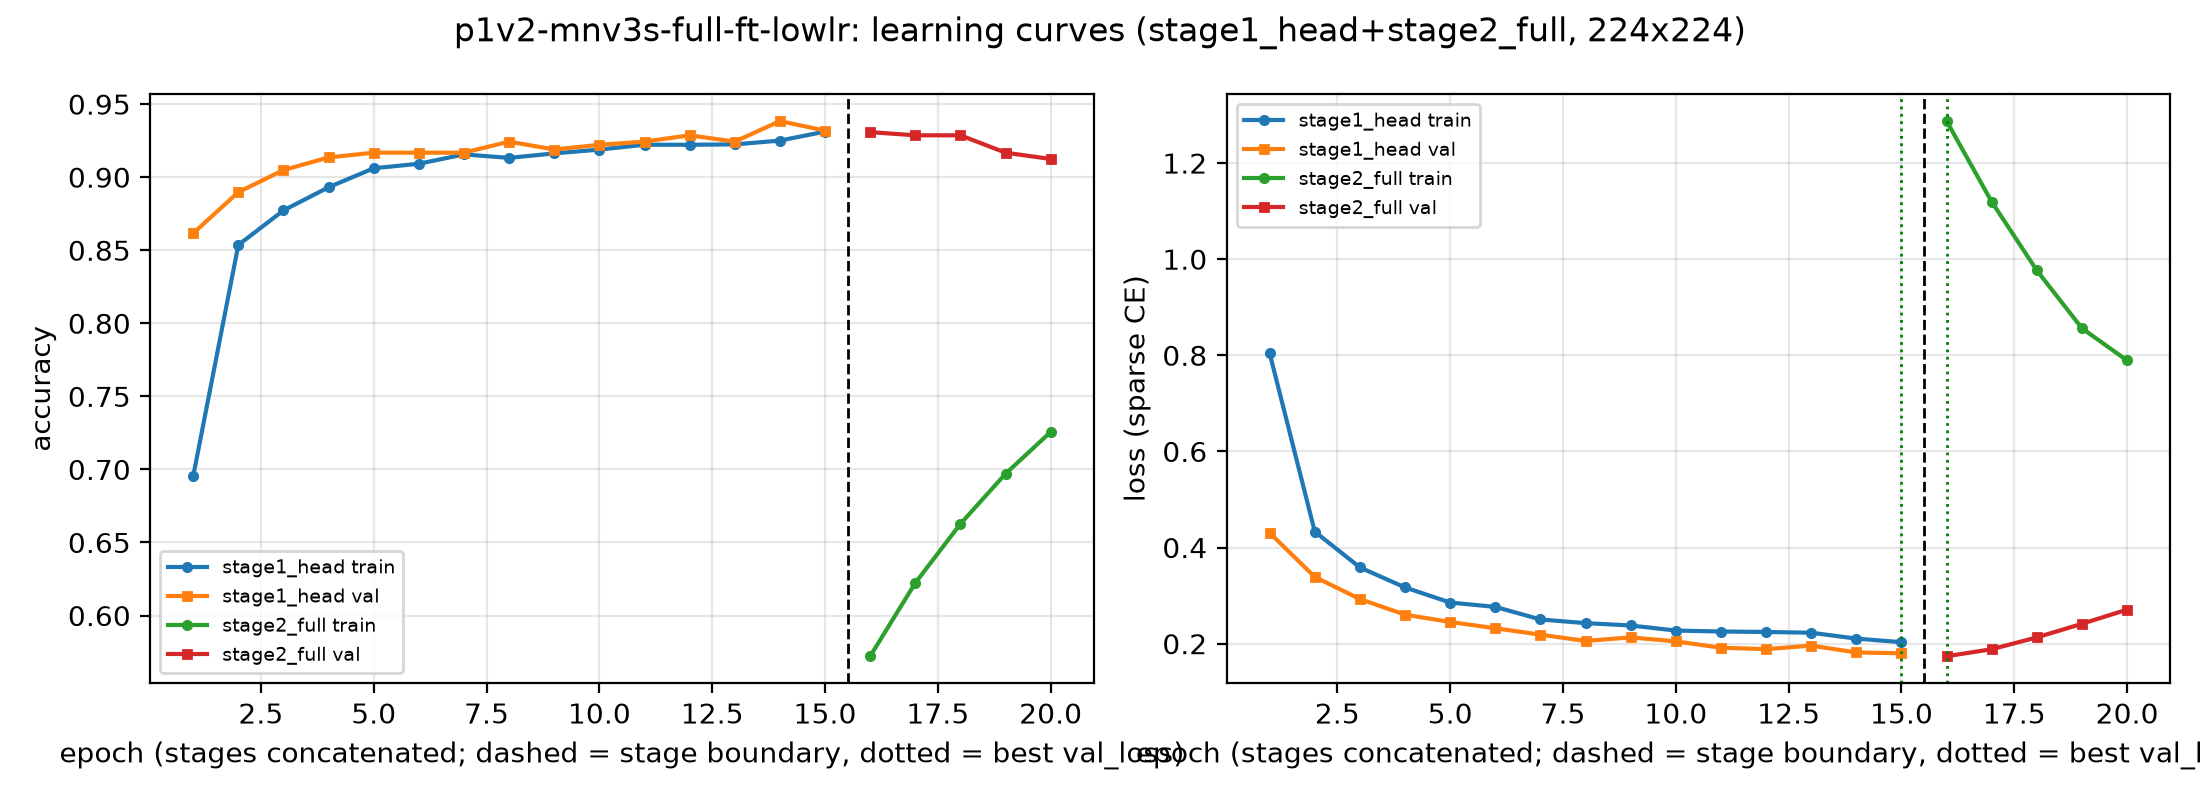 p1v2-mnv3s-full-ft-lowlr: learning curves (stage1_head+stage2_full, 224x224)
accuracy
0.95
0.90
0.85
0.80
0.75
0.70
0.65
0.60
stage1_head train
stage1_head val
stage2_full train
stage2_full val
2.5 5.0 7.5 10.0 12.5 15.0 17.5 20.0
epoch (stages concatenated; dashed = stage boundary, dotted = best val_loss)
loss (sparse CE)
1.2
1.0
0.8
0.6
0.4
0.2
stage1_head train
stage1_head val
stage2_full train
stage2_full val
2.5 5.0 7.5 10.0 12.5 15.0 17.5 20.0
epoch (stages concatenated; dashed = stage boundary, dotted = best val_l